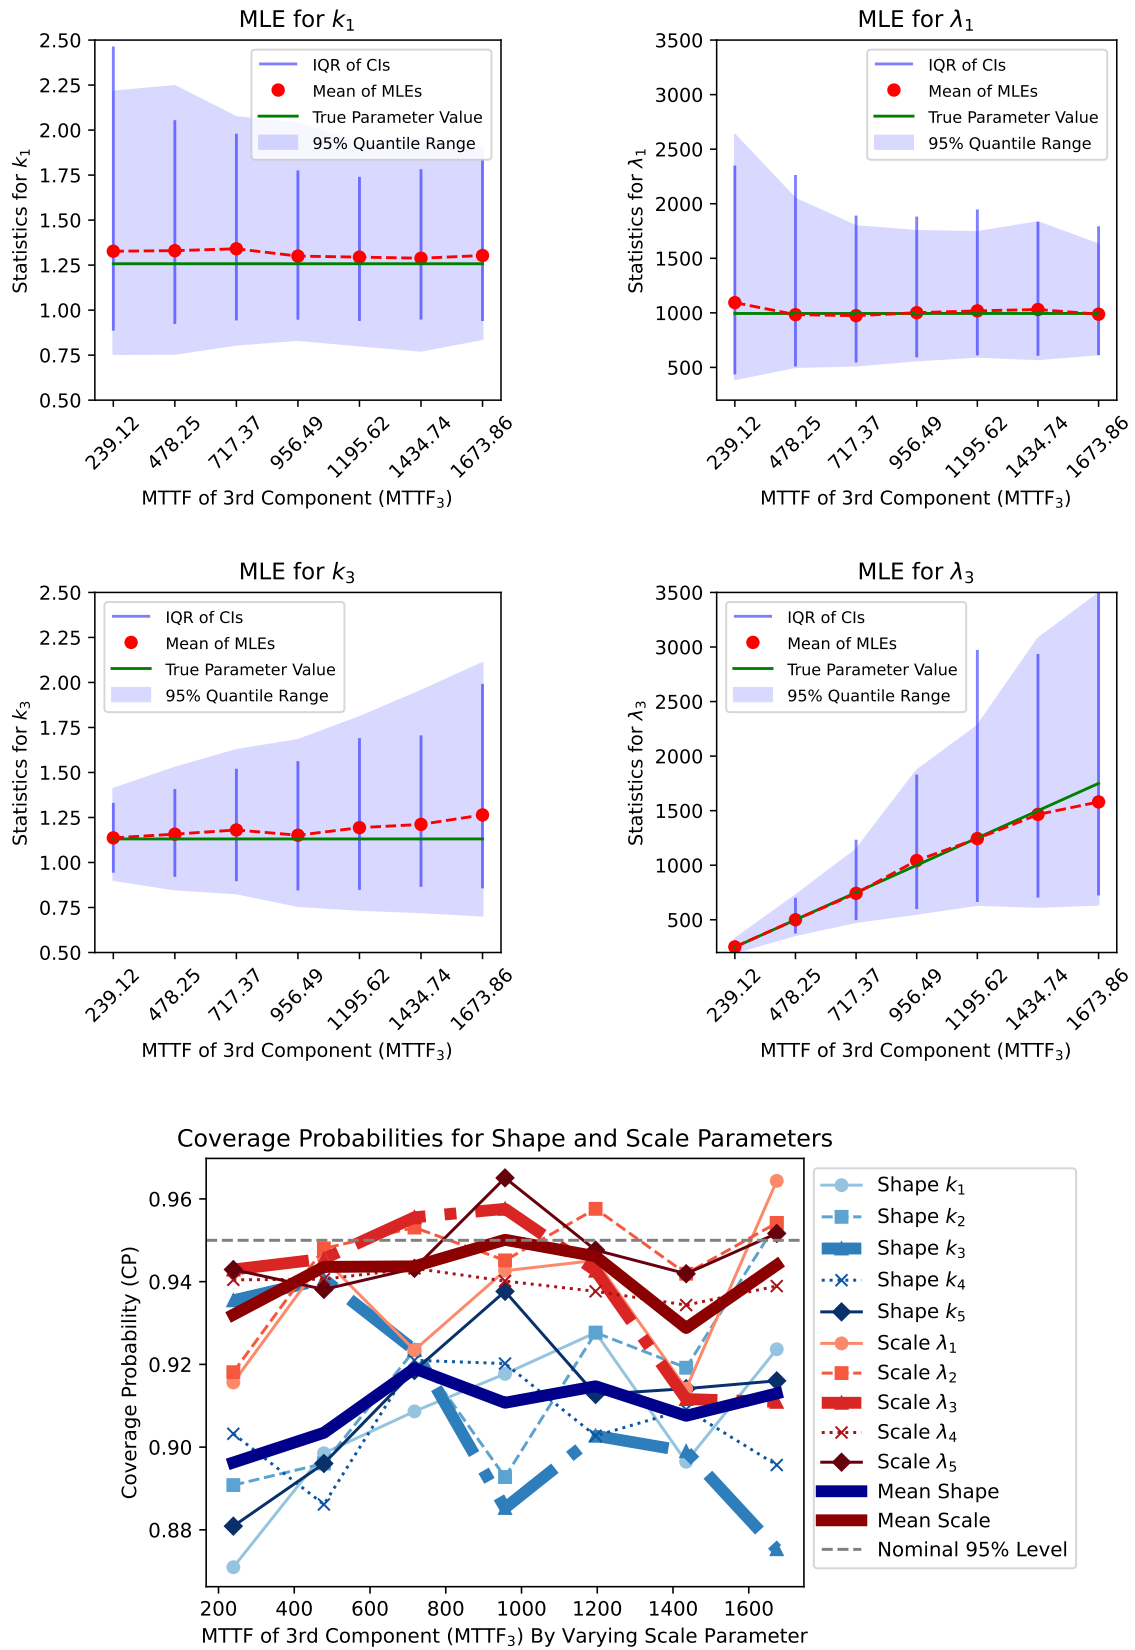 MLE for k1
Statistics for k1
2.50
2.25
2.00
1.75
1.50
1.25
1.00
0.75
0.50
IQR of CIs
Mean of MLEs
True Parameter Value
95% Quantile Range
239.12
478.25
717.37
956.49
1195.62
1434.74
1673.86
MTTF of 3rd Component (MTTF3)
MLE for λ1
Statistics for λ1
3500
3000
2500
2000
1500
1000
500
IQR of CIs
Mean of MLEs
True Parameter Value
95% Quantile Range
239.12
478.25
717.37
956.49
1195.62
1434.74
1673.86
MTTF of 3rd Component (MTTF3)
MLE for k3
Statistics for k3
2.50
2.25
2.00
1.75
1.50
1.25
1.00
0.75
0.50
IQR of CIs
Mean of MLEs
True Parameter Value
95% Quantile Range
239.12
478.25
717.37
956.49
1195.62
1434.74
1673.86
MTTF of 3rd Component (MTTF3)
MLE for λ3
Statistics for λ3
3500
3000
2500
2000
1500
1000
500
IQR of CIs
Mean of MLEs
True Parameter Value
95% Quantile Range
239.12
478.25
717.37
956.49
1195.62
1434.74
1673.86
MTTF of 3rd Component (MTTF3)
Coverage Probabilities for Shape and Scale Parameters
Coverage Probability (CP)
0.96
0.94
0.92
0.90
0.88
200
400
600
800
1000
1200
1400
1600
MTTF of 3rd Component (MTTF3) By Varying Scale Parameter
Shape k1
Shape k2
Shape k3
Shape k4
Shape k5
Scale λ1
Scale λ2
Scale λ3
Scale λ4
Scale λ5
Mean Shape
Mean Scale
Nominal 95% Level